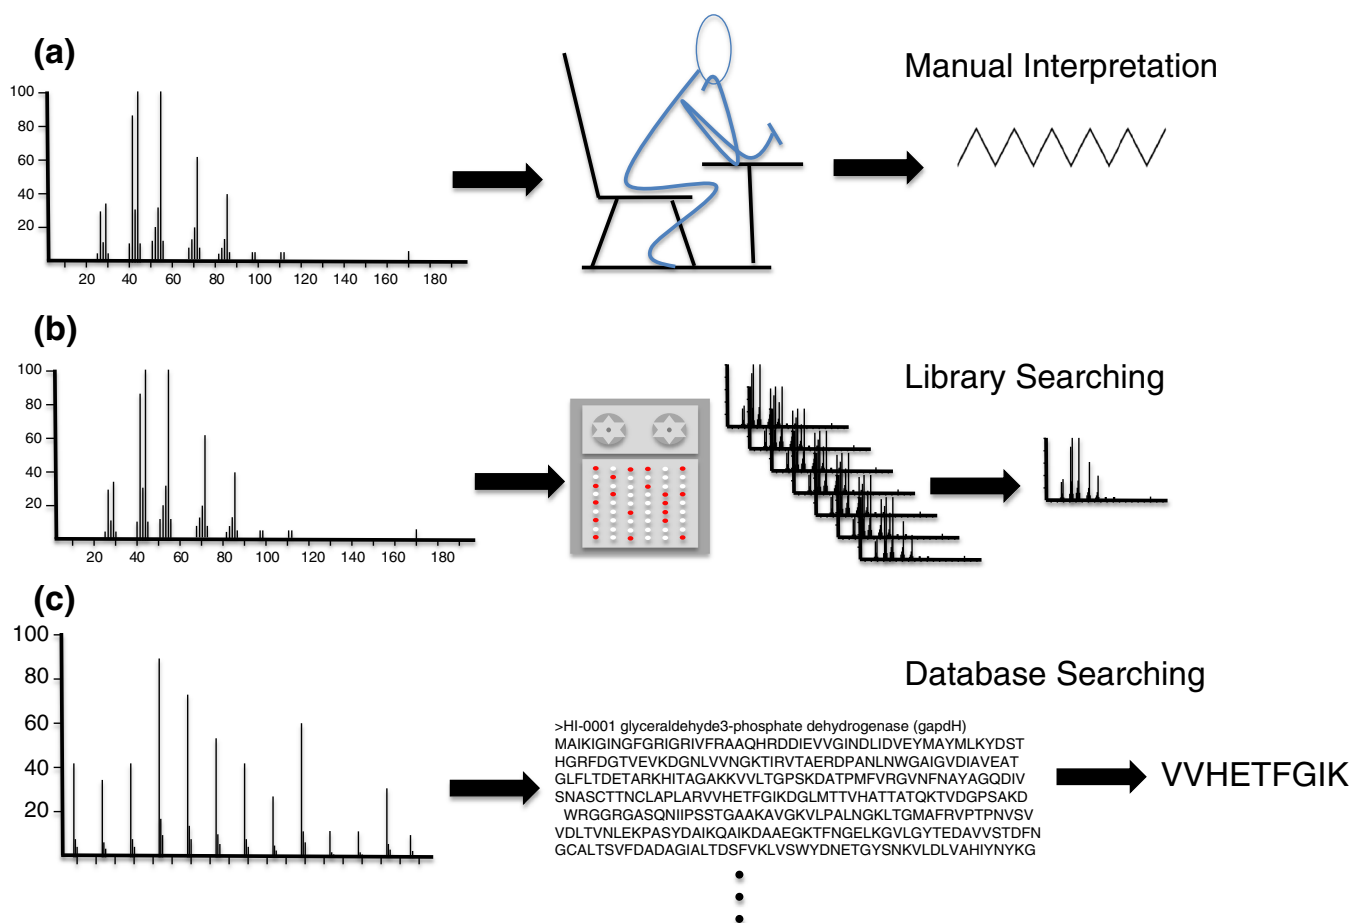 (a)
Manual Interpretation
100
80
60
40
20
20 40 60 80 100 120 140 160 180
(b)
Library Searching
100
80
60
40
20
20 40 60 80 100 120 140 160 180
(c)
Database Searching
100
80
60
40
20
>HI-0001 glyceraldehyde3-phosphate dehydrogenase (gapdH)
MAIKIGINGFGRIGRIVFRAAQHRDDIEVVGINDLIDVEYMAYMLKYDST
HGRFDGTVEVKDGNLVVNGKTIRVTAERDPANLNWGAIGVDIAVEAT
GLFLTDETARKHITAGAKKVVLTGPSKDATPMFVRGVNFNAYAGQDIV
SNASCTTNCLAPLARVVHETFGIKDGLMTTVHATTATQKTVDGPSAKD
WRGGRGASQNIIPSSTGAAKAVGKVLPALNGKLTGMAFRVPTPNVSV
VDLTVNLEKPASYDAIKQAIKDAAEGKTFNGELKGVLGYTEDAVVSTDFN
GCALTSVFDADAGIALTDSFVKLVSWYDNETGYSNKVLDLVAHIYNYKG
VVHETFGIK